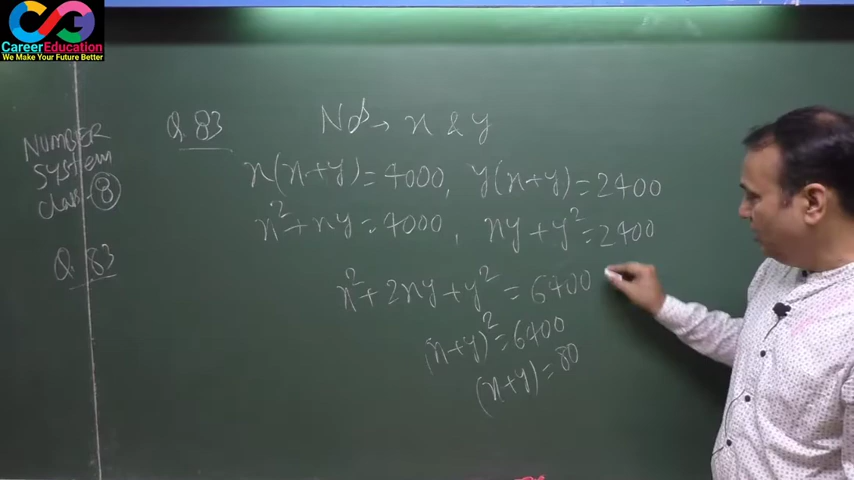 CareerEducation
We Make Your Future Better
NUMBER
SYSTEM
class-8
Q. 83
Q. 83
Nos → x & y
x(x+y)=4000, y(x+y)=2400
x²+xy=4000, xy+y²=2400
x²+2xy+y²=6400
(x+y)²=6400
(x+y)=80